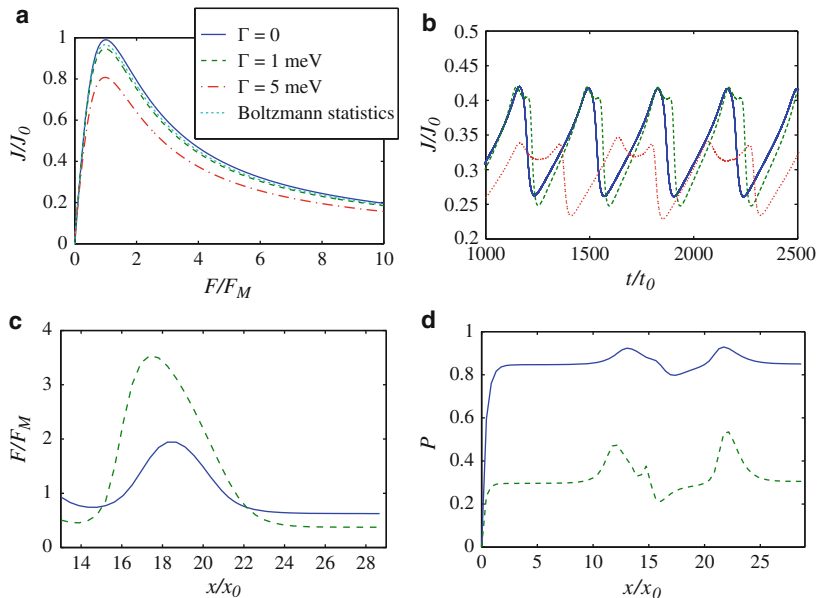 a
Γ = 0
Γ = 1 meV
Γ = 5 meV
Boltzmann statistics
J/J0
1
0.8
0.6
0.4
0.2
0
0 2 4 6 8 10
F/FM
b
J/J0
0.5
0.45
0.4
0.35
0.3
0.25
0.2
1000 1500 2000 2500
t/t0
c
F/FM
4
3
2
1
0
14 16 18 20 22 24 26 28
x/x0
d
P
1
0.8
0.6
0.4
0.2
0
0 5 10 15 20 25
x/x0